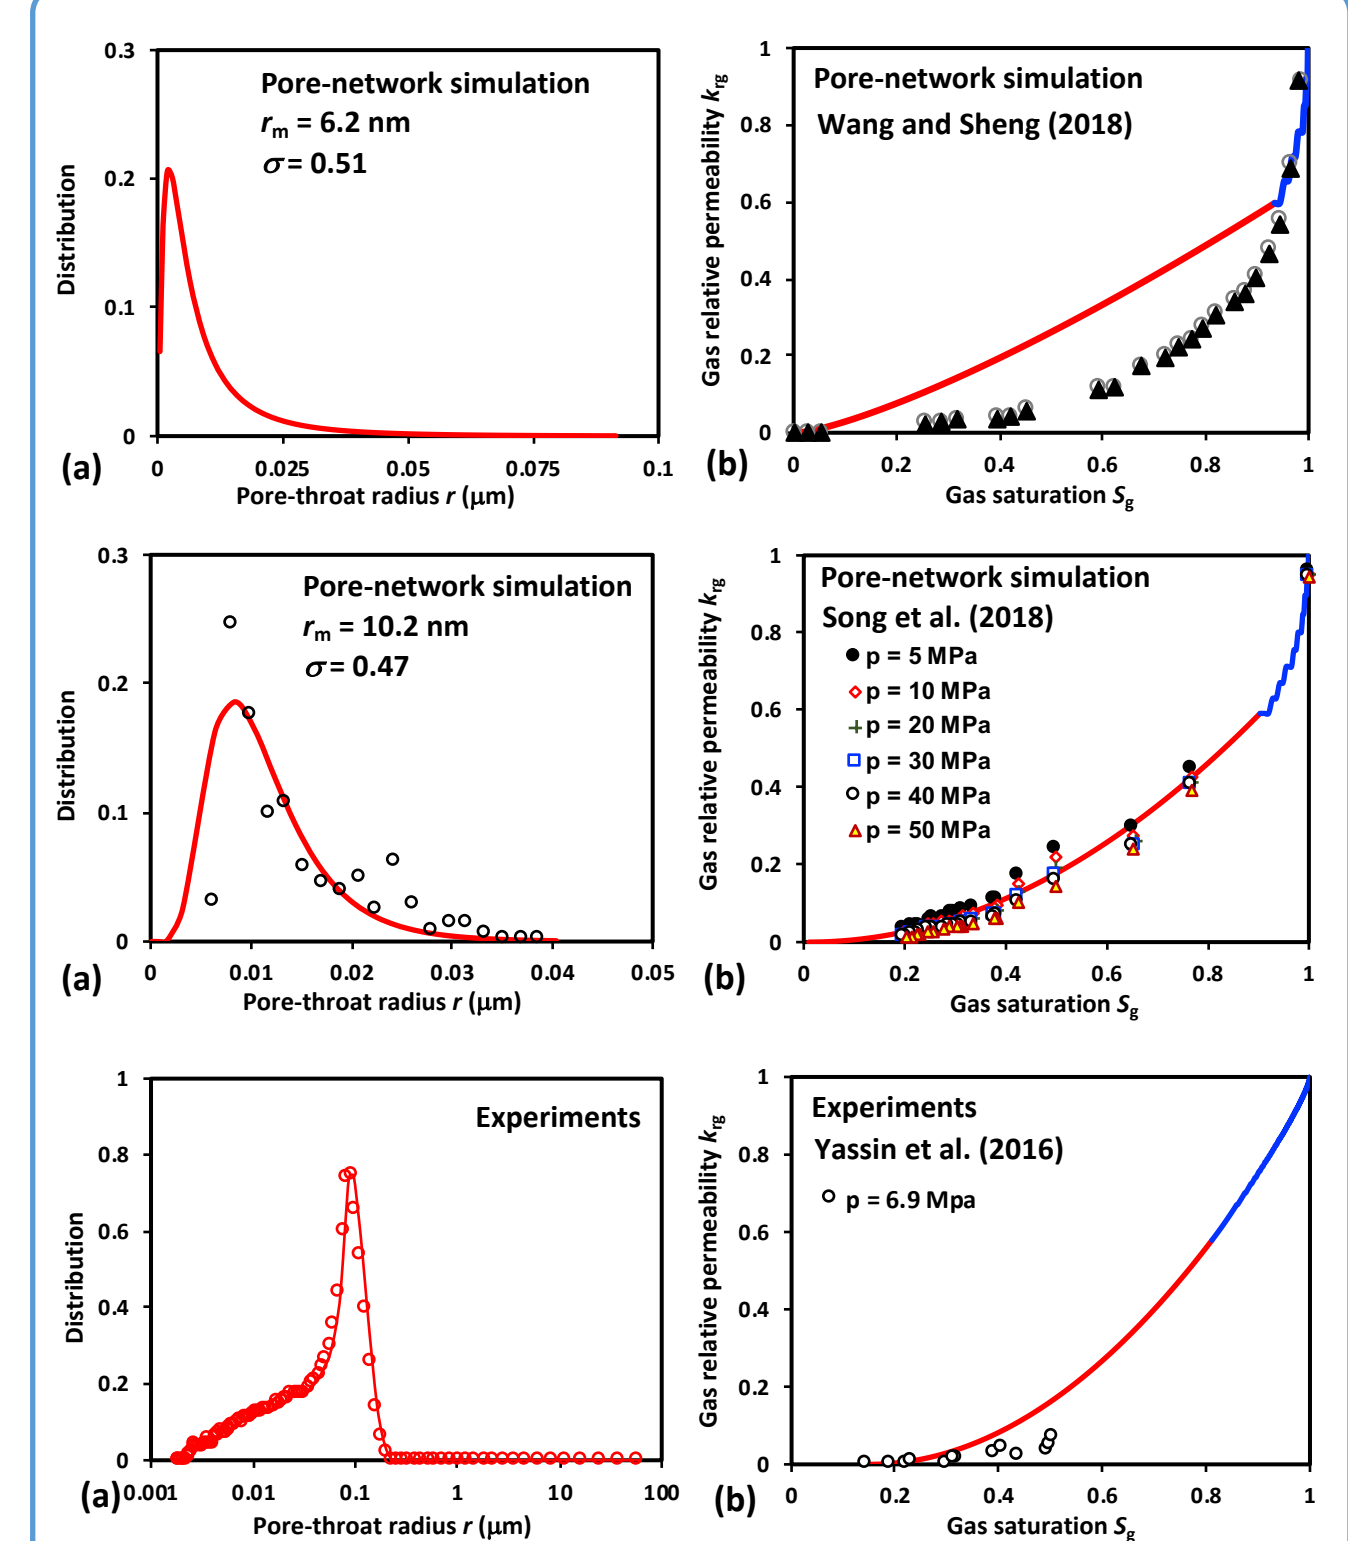 0.3
0.2
0.1
0
Distribution
Pore-network simulation
rm = 6.2 nm
σ = 0.51
0 0.025 0.05 0.075 0.1
(a)
Pore-throat radius r (μm)
1
0.8
0.6
0.4
0.2
0
Gas relative permeability krg
Pore-network simulation
Wang and Sheng (2018)
0 0.2 0.4 0.6 0.8 1
(b)
Gas saturation Sg
0.3
0.2
0.1
0
Distribution
Pore-network simulation
rm = 10.2 nm
σ = 0.47
0 0.01 0.02 0.03 0.04 0.05
(a)
Pore-throat radius r (μm)
1
0.8
0.6
0.4
0.2
0
Gas relative permeability krg
Pore-network simulation
Song et al. (2018)
p = 5 MPa
p = 10 MPa
p = 20 MPa
p = 30 MPa
p = 40 MPa
p = 50 MPa
0 0.2 0.4 0.6 0.8 1
(b)
Gas saturation Sg
1
0.8
0.6
0.4
0.2
0
Distribution
Experiments
0.001 0.01 0.1 1 10 100
(a)
Pore-throat radius r (μm)
1
0.8
0.6
0.4
0.2
0
Gas relative permeability krg
Experiments
Yassin et al. (2016)
p = 6.9 Mpa
0 0.2 0.4 0.6 0.8 1
(b)
Gas saturation Sg